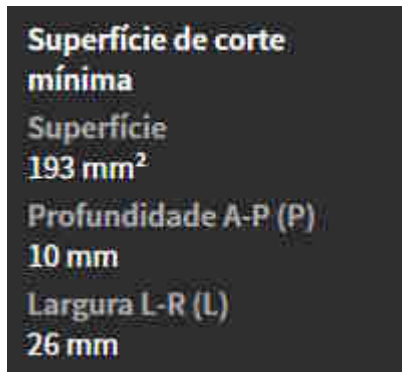 Superfície de corte
mínima
Superfície
193 mm²
Profundidade A-P (P)
10 mm
Largura L-R (L)
26 mm